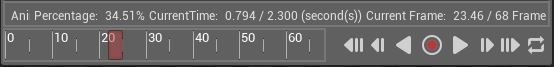 Ani Percentage: 34.51% CurrentTime: 0.794 / 2.300 (second(s)) Current Frame: 23.46 / 68 Frame
0 10 20 30 40 50 60